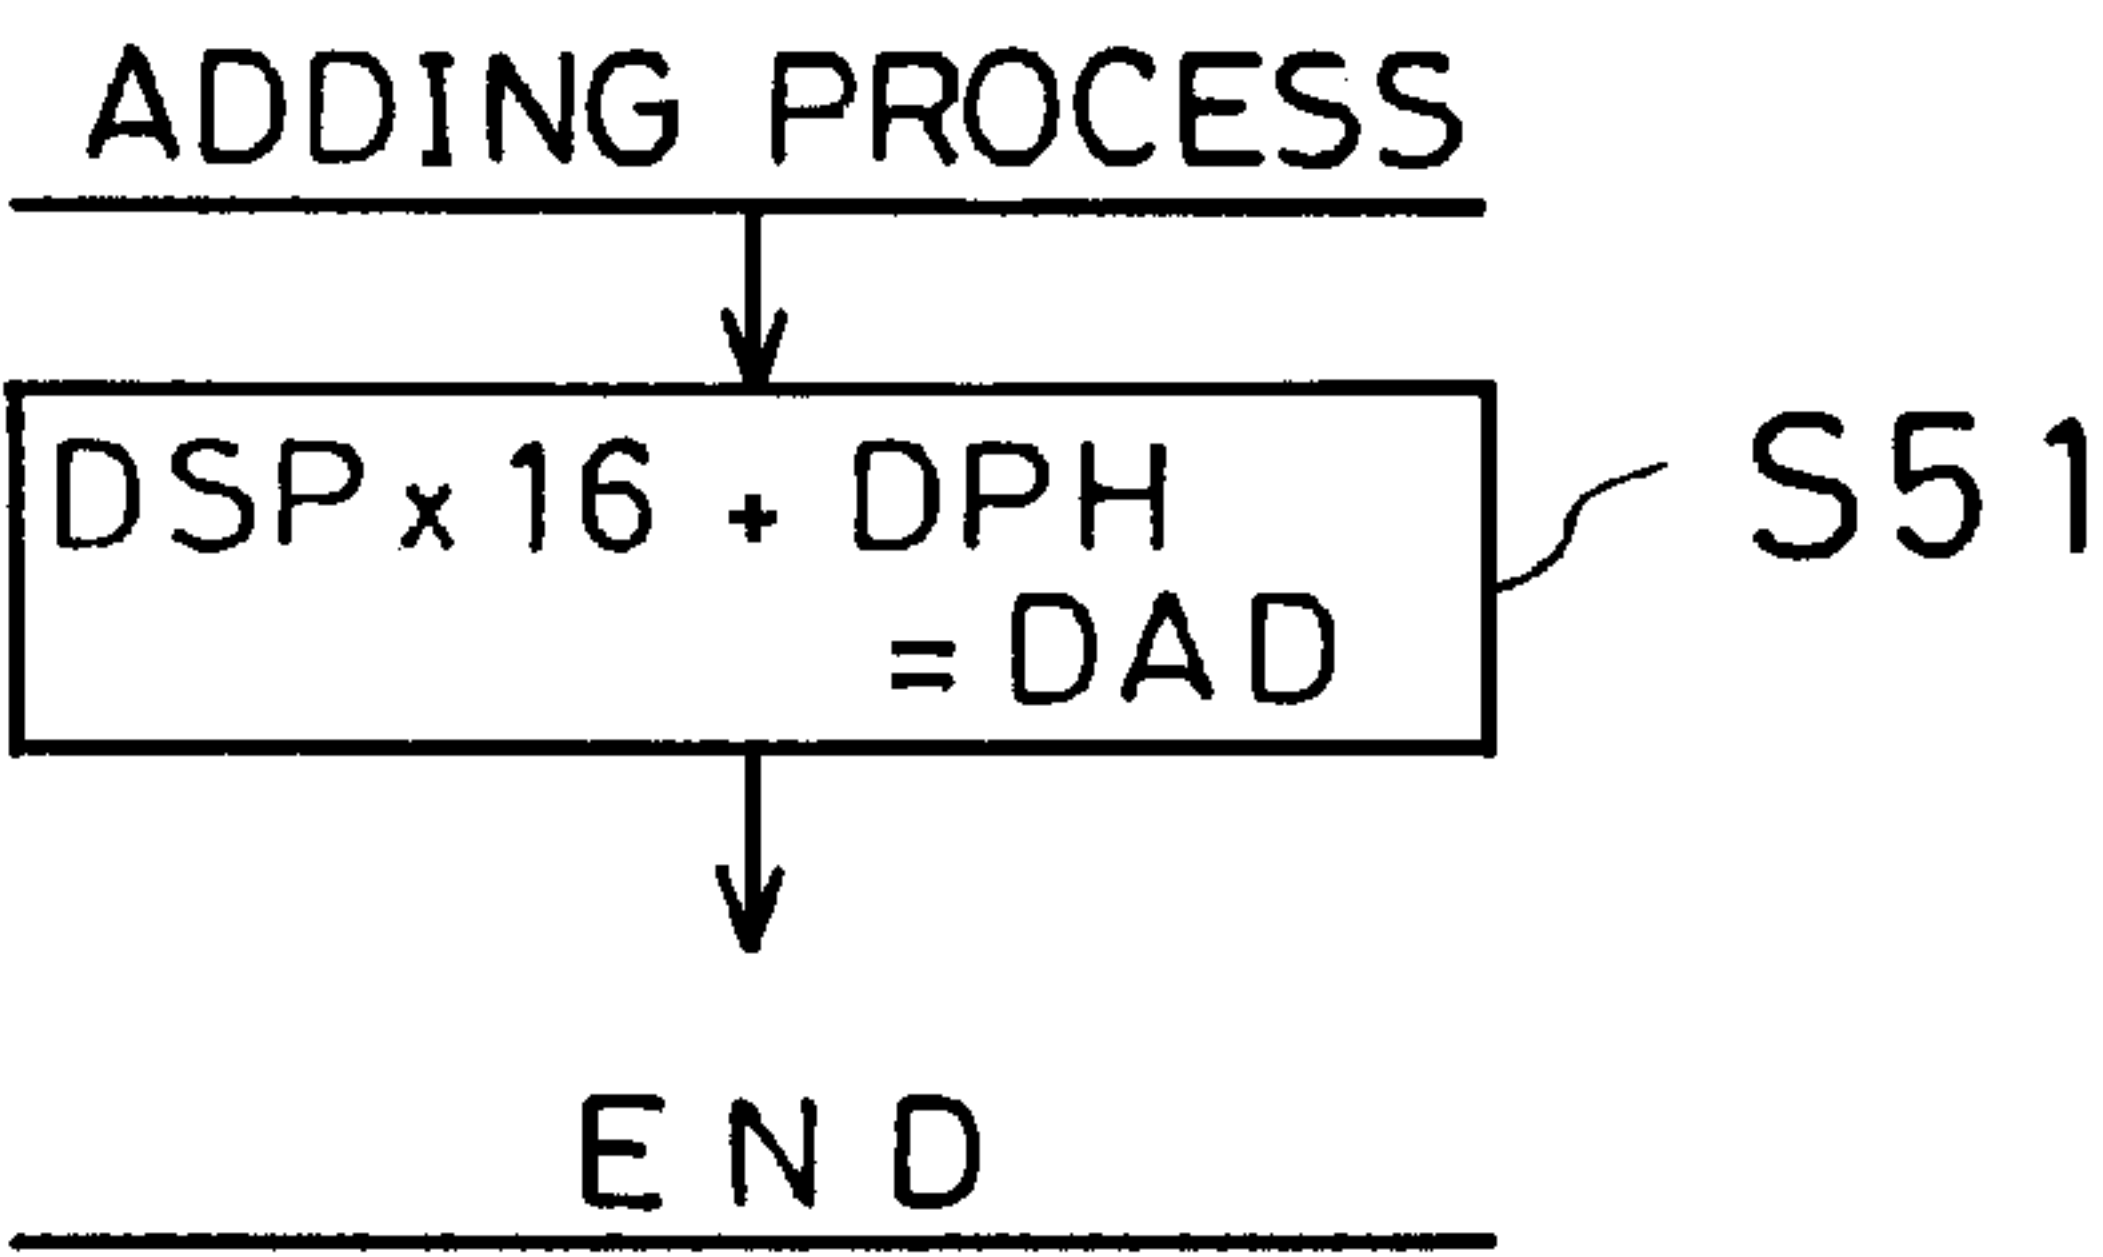 ADDING PROCESS
DSP x 16 + DPH
= DAD
S51
END